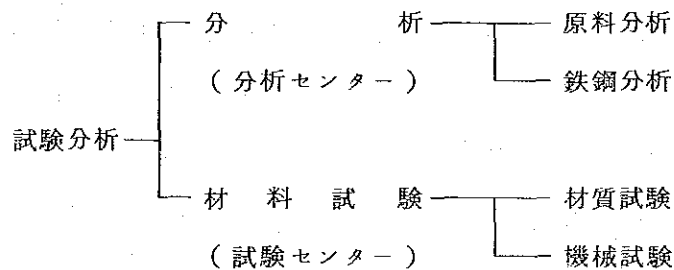 分析 原料分析
(分析センター) 鉄鋼分析
試験分析
材料試験 材質試験
(試験センター) 機械試験